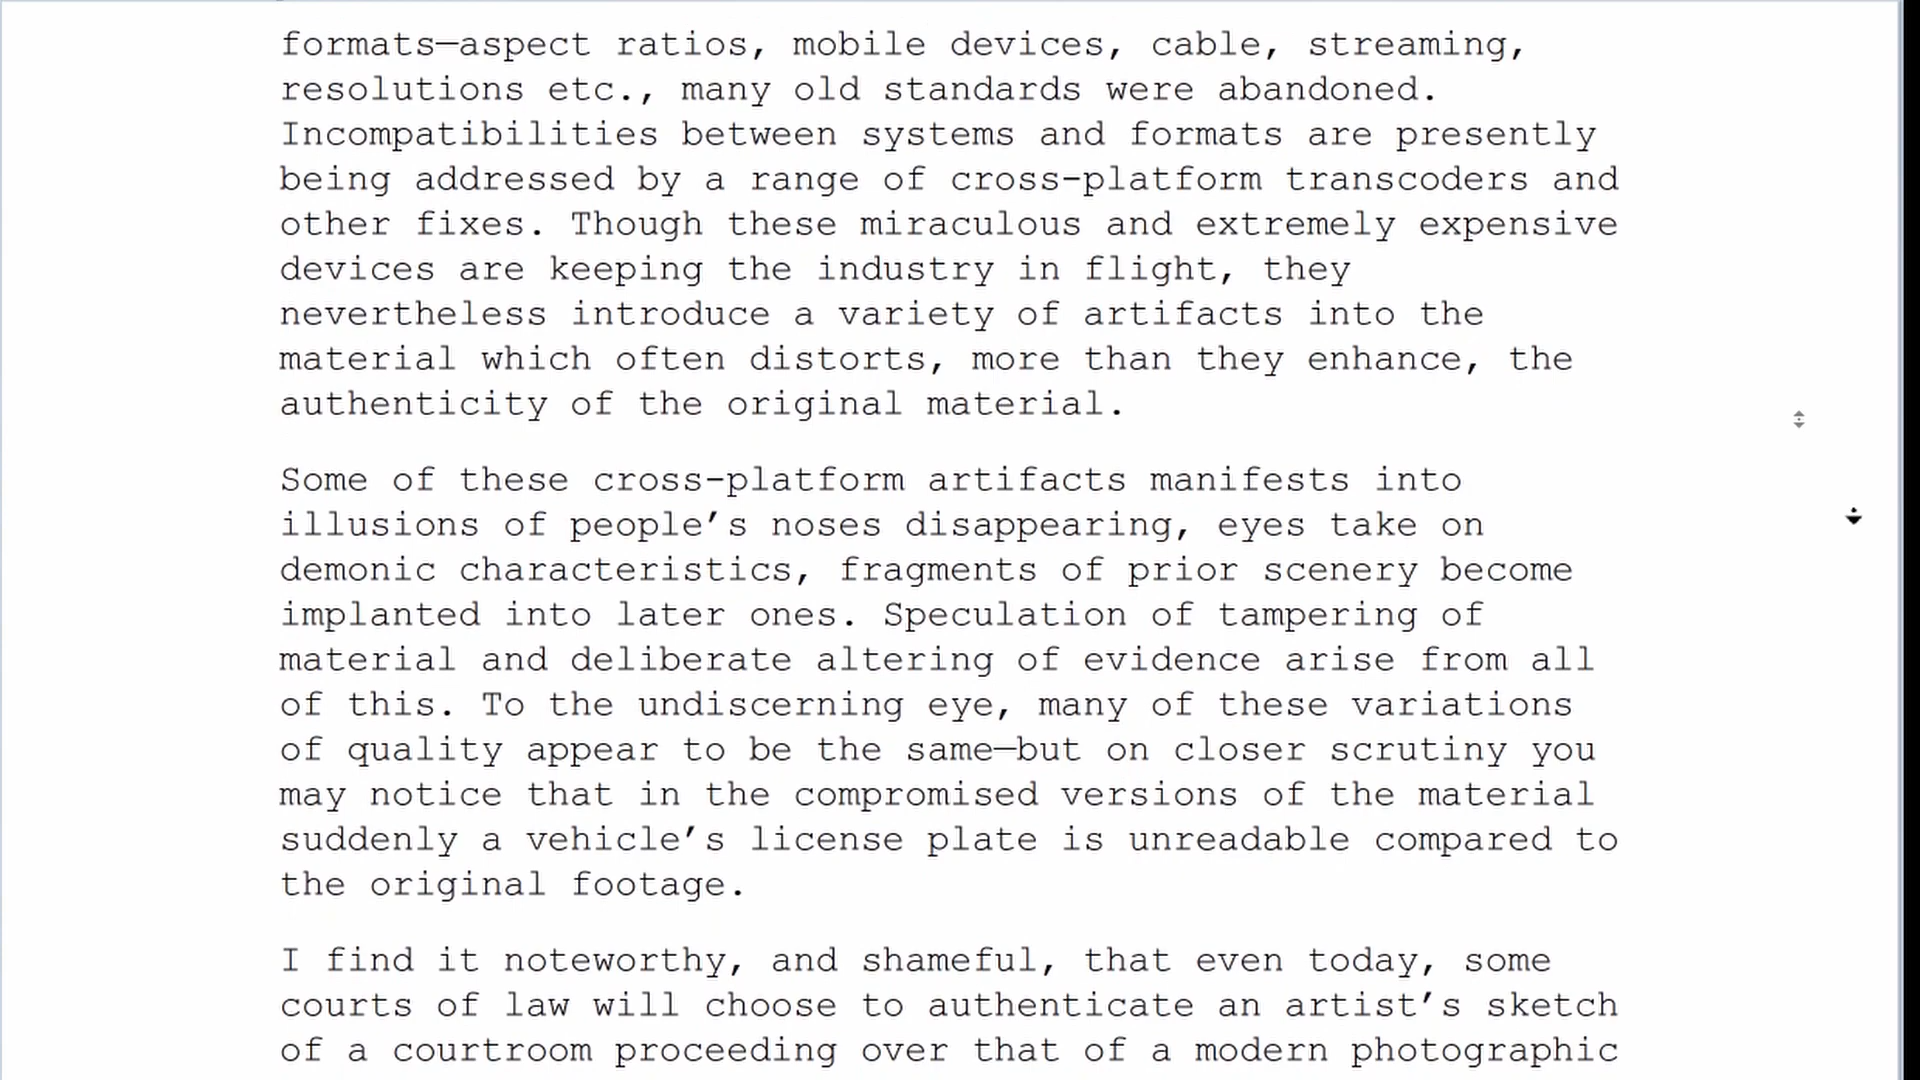 formats—aspect ratios, mobile devices, cable, streaming,
resolutions etc., many old standards were abandoned.
Incompatibilities between systems and formats are presently
being addressed by a range of cross-platform transcoders and
other fixes. Though these miraculous and extremely expensive
devices are keeping the industry in flight, they
nevertheless introduce a variety of artifacts into the
material which often distorts, more than they enhance, the
authenticity of the original material.
Some of these cross-platform artifacts manifests into
illusions of people’s noses disappearing, eyes take on
demonic characteristics, fragments of prior scenery become
implanted into later ones. Speculation of tampering of
material and deliberate altering of evidence arise from all
of this. To the undiscerning eye, many of these variations
of quality appear to be the same—but on closer scrutiny you
may notice that in the compromised versions of the material
suddenly a vehicle’s license plate is unreadable compared to
the original footage.
I find it noteworthy, and shameful, that even today, some
courts of law will choose to authenticate an artist’s sketch
of a courtroom proceeding over that of a modern photographic